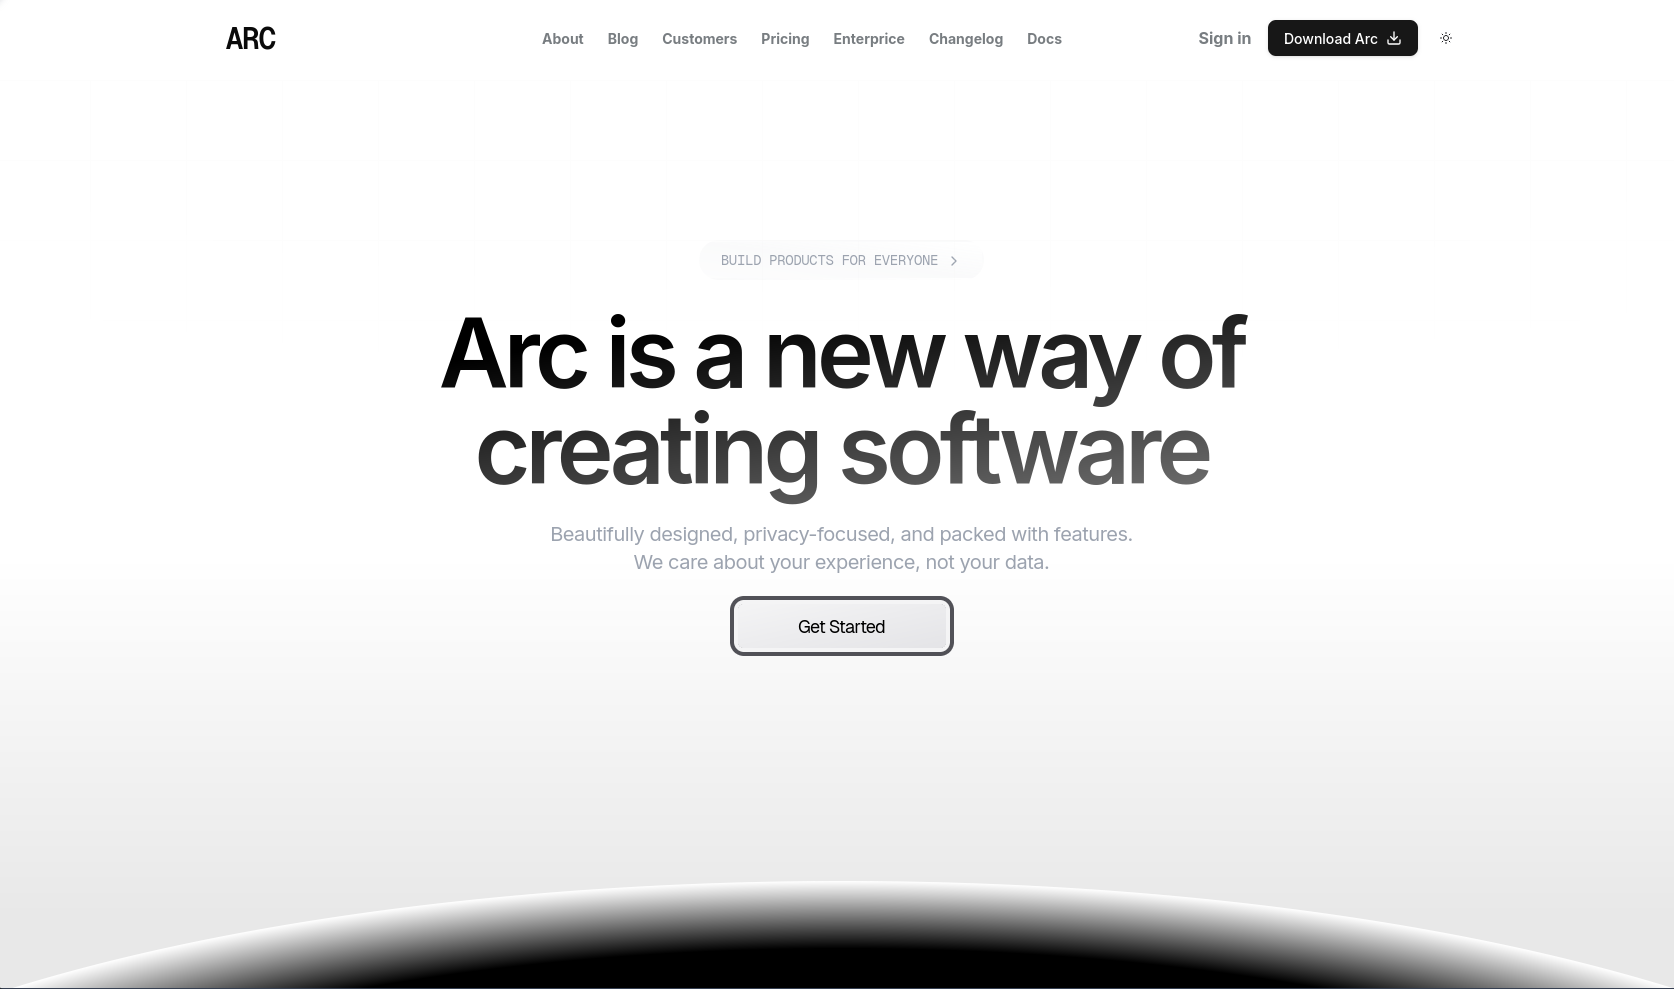 ARC
About Blog Customers Pricing Enterprice Changelog Docs
Sign in Download Arc
BUILD PRODUCTS FOR EVERYONE
Arc is a new way of
creating software
Beautifully designed, privacy-focused, and packed with features.
We care about your experience, not your data.
Get Started